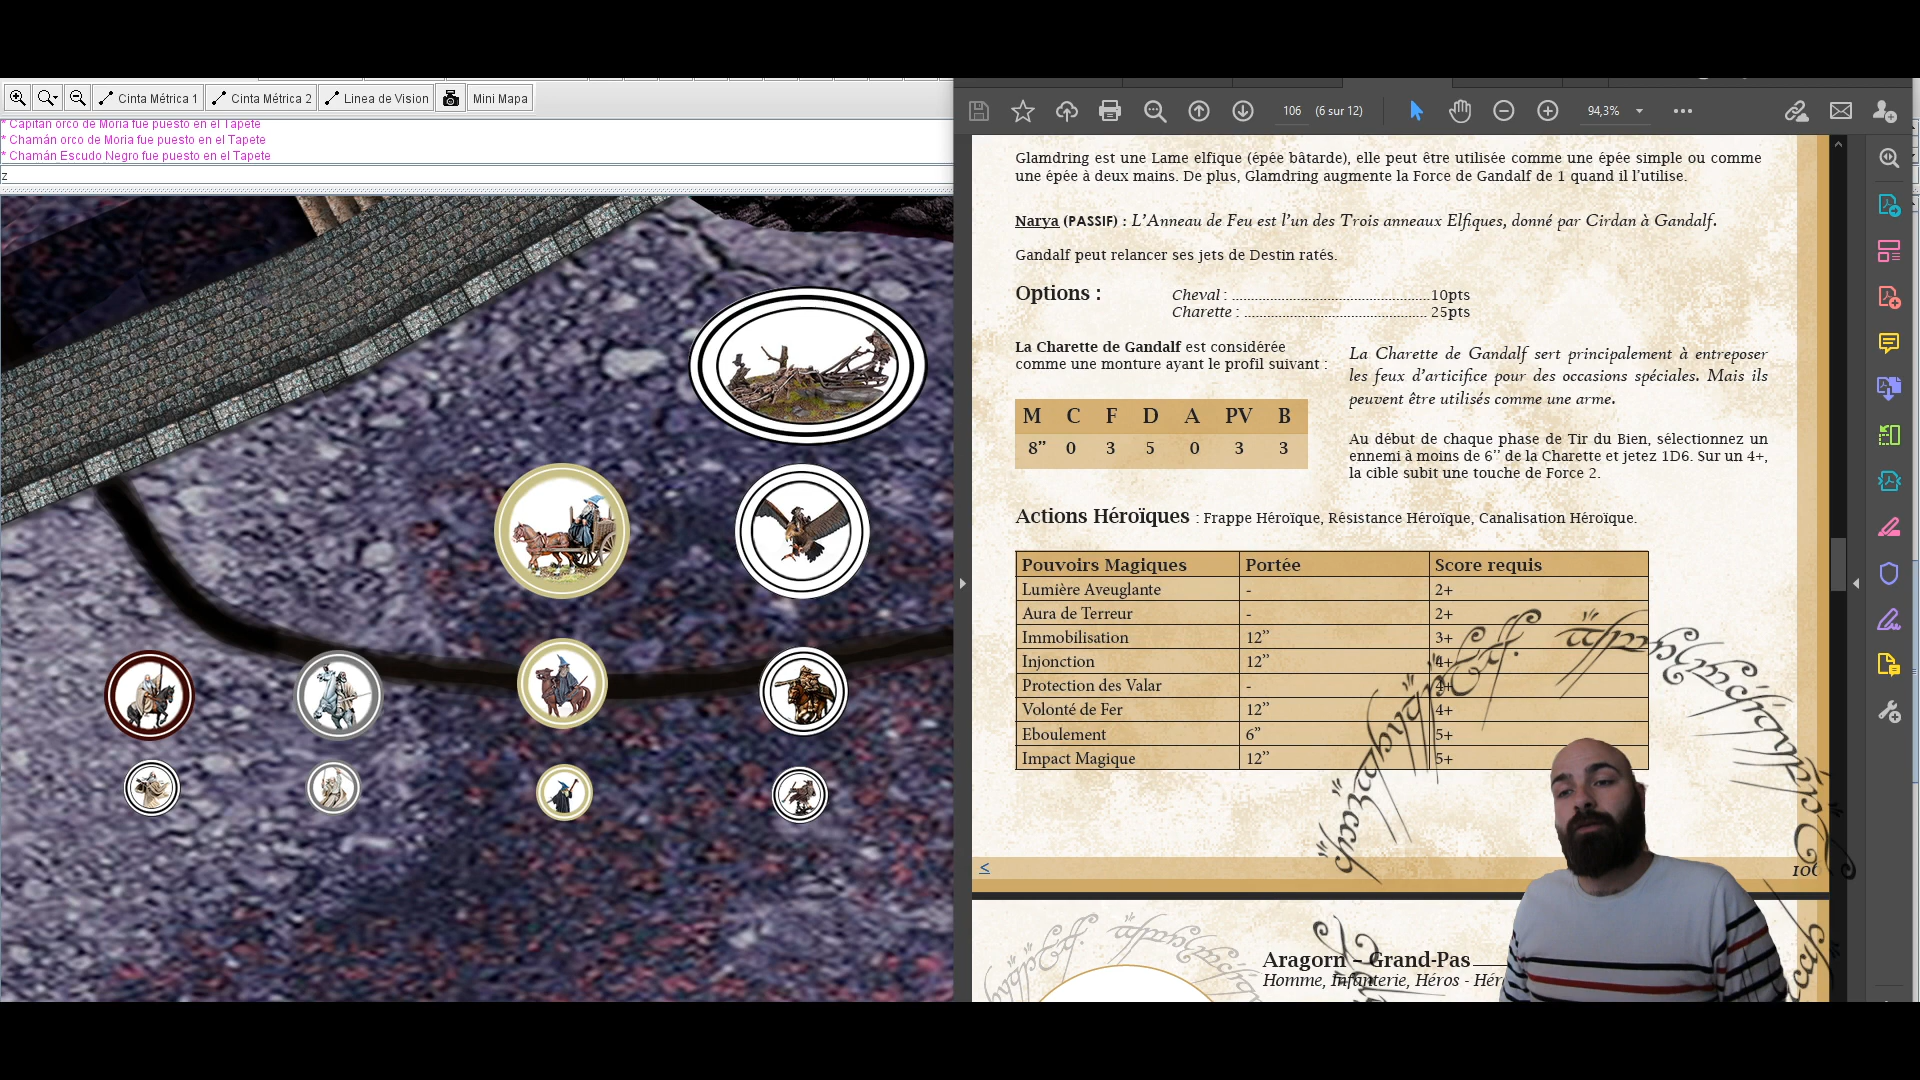 Cinta Métrica 1
Cinta Métrica 2
Linea de Vision
Mini Mapa
* Capitán orco de Moria fue puesto en el Tapete
* Chamán orco de Moria fue puesto en el Tapete
* Chamán Escudo Negro fue puesto en el Tapete
z
106 (6 sur 12)
94,3%
Glamdring est une Lame elfique (épée bâtarde), elle peut être utilisée comme une épée simple ou comme
une épée à deux mains. De plus, Glamdring augmente la Force de Gandalf de 1 quand il l’utilise.
Narya (PASSIF) : L’Anneau de Feu est l’un des Trois anneaux Elfiques, donné par Cirdan à Gandalf.
Gandalf peut relancer ses jets de Destin ratés.
Options :
Cheval : ....................................................10pts
Charette : ................................................ 25pts
La Charette de Gandalf est considérée
comme une monture ayant le profil suivant :
M C F D A PV B
8” 0 3 5 0 3 3
La Charette de Gandalf sert principalement à entreposer
les feux d’articifice pour des occasions spéciales. Mais ils
peuvent être utilisés comme une arme.
Au début de chaque phase de Tir du Bien, sélectionnez un
ennemi à moins de 6’’ de la Charette et jetez 1D6. Sur un 4+,
la cible subit une touche de Force 2.
Actions Héroïques : Frappe Héroïque, Résistance Héroïque, Canalisation Héroïque.
Pouvoirs Magiques Portée Score requis
Lumière Aveuglante - 2+
Aura de Terreur - 2+
Immobilisation 12” 3+
Injonction 12” 4+
Protection des Valar - 4+
Volonté de Fer 12” 4+
Eboulement 6” 5+
Impact Magique 12” 5+
<
Aragorn – Grand-Pas
Homme, Infanterie, Héros -